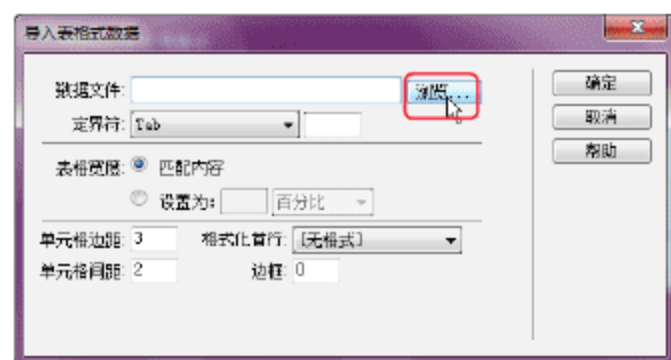 导入表格式数据
数据文件: 浏览... 确定
定界符: Tab 取消
表格宽度: 匹配内容 帮助
设置为: 百分比
单元格边距: 3 格式化首行: [无格式]
单元格间距: 2 边框: 0